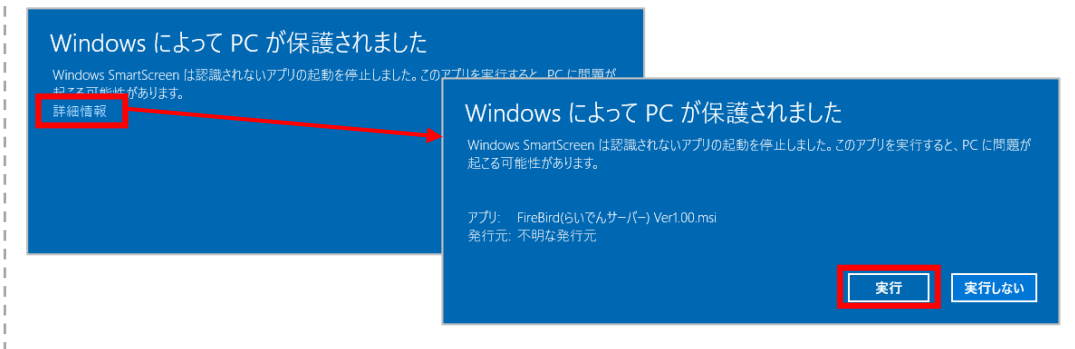 Windows によって PC が保護されました
Windows SmartScreen は認識されないアプリの起動を停止しました。このアプリを実行すると、PC に問題が
起こる可能性があります。
詳細情報
Windows によって PC が保護されました
Windows SmartScreen は認識されないアプリの起動を停止しました。このアプリを実行すると、PC に問題が
起こる可能性があります。
アプリ: FireBird(らいでんサーバー) Ver1.00.msi
発行元: 不明な発行元
実行 実行しない